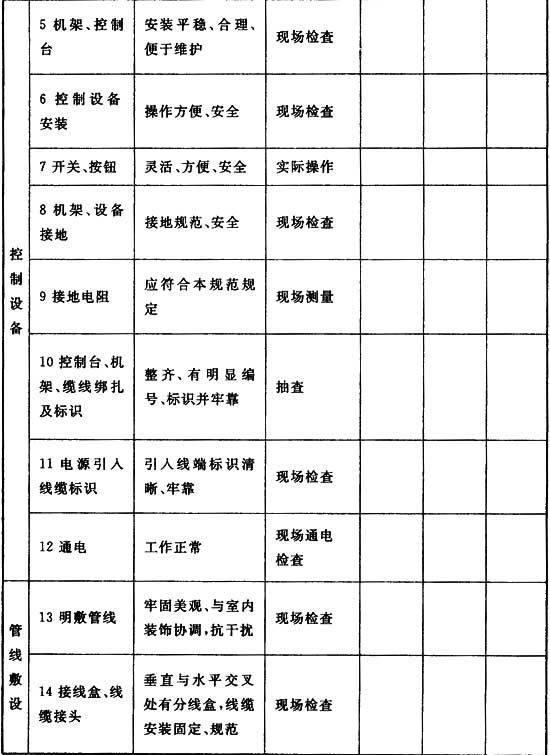 控
制
设
备
5 机架、控制
台
安装平稳、合理、
便于维护
现场检查
6 控制设备
安装
操作方便、安全
现场检查
7 开关、按钮
灵活、方便、安全
实际操作
8 机架、设备
接地
接地规范、安全
现场检查
9 接地电阻
应符合本规范规
定
现场测量
10 控制台、机
架、缆线绑扎
及标识
整齐、有明显编
号、标识并牢靠
抽查
11 电源引入
线缆标识
引入线端标识清
晰、牢靠
现场检查
12 通电
工作正常
现场通电
检查
管
线
敷
设
13 明敷管线
牢固美观、与室内
装饰协调,抗干扰
现场检查
14 接线盒、线
缆接头
垂直与水平交叉
处有分线盒,线缆
安装固定、规范
现场检查